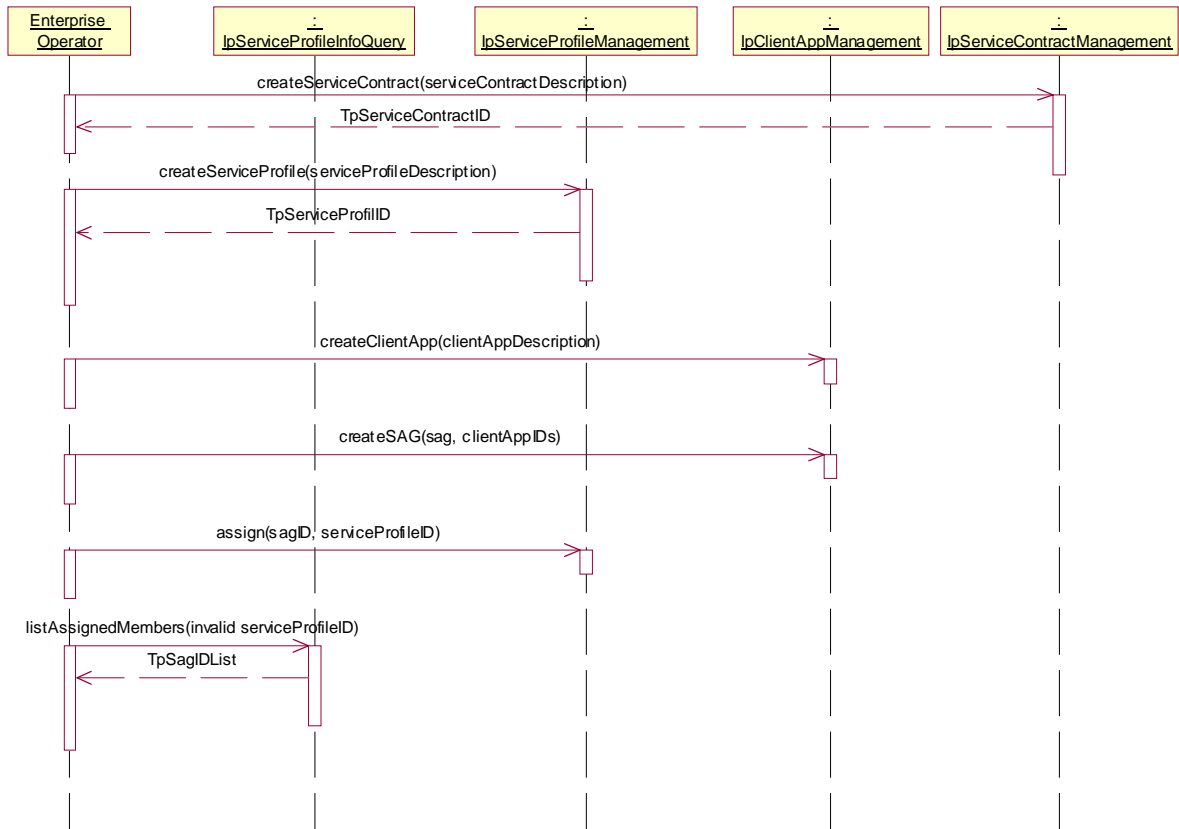 Enterprise
Operator
:
IpServiceProfileInfoQuery
:
IpServiceProfileManagement
:
IpClientAppManagement
:
IpServiceContractManagement
createServiceContract(serviceContractDescription)
TpServiceContractID
createServiceProfile(serviceProfileDescription)
TpServiceProfilID
createClientApp(clientAppDescription)
createSAG(sag, clientAppIDs)
assign(sagID, serviceProfileID)
listAssignedMembers(invalid serviceProfileID)
TpSagIDList